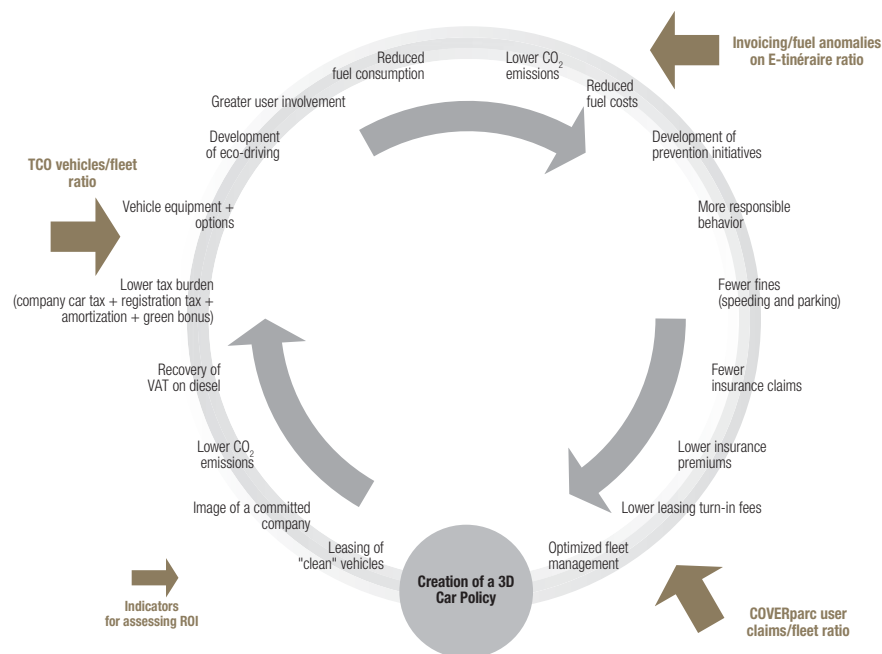 Invoicing/fuel anomalies
on E-tinéraire ratio
Reduced
fuel consumption
Lower CO₂
emissions
Reduced
fuel costs
Greater user involvement
Development
of eco-driving
Development of
prevention initiatives
TCO vehicles/fleet
ratio
Vehicle equipment +
options
More responsible
behavior
Lower tax burden
(company car tax + registration tax +
amortization + green bonus)
Fewer fines
(speeding and parking)
Recovery of
VAT on diesel
Fewer
insurance claims
Lower CO₂
emissions
Lower insurance
premiums
Image of a committed
company
Lower leasing turn-in fees
Leasing of
"clean" vehicles
Optimized fleet
management
Creation of a 3D
Car Policy
Indicators
for assessing ROI
COVERparc user
claims/fleet ratio